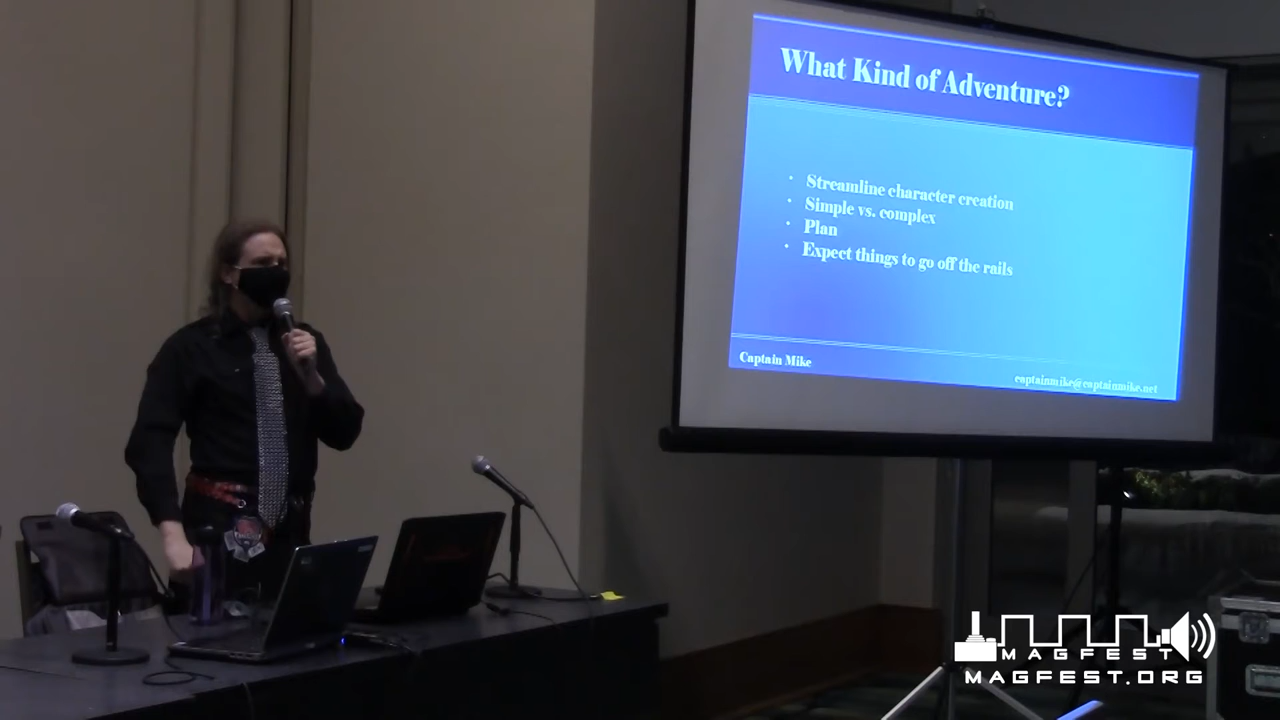 What Kind of Adventure?
• Streamline character creation
• Simple vs. complex
• Plan
• Expect things to go off the rails
Captain Mike
captainmike@captainmike.net
MAGFEST
MAGFEST.ORG